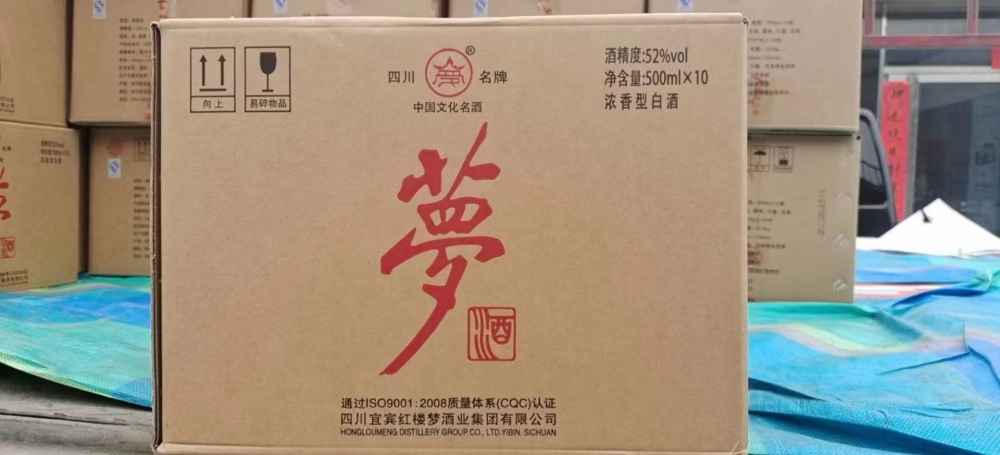 向上
易碎物品
四川 名牌
®
中国文化名酒
酒精度:52%vol
净含量:500ml×10
浓香型白酒
夢
酒
通过ISO9001:2008质量体系(CQC)认证
四川宜宾红楼梦酒业集团有限公司
HONGLOUMENG DISTILLERY GROUP CO., LTD.YIBIN. SICHUAN